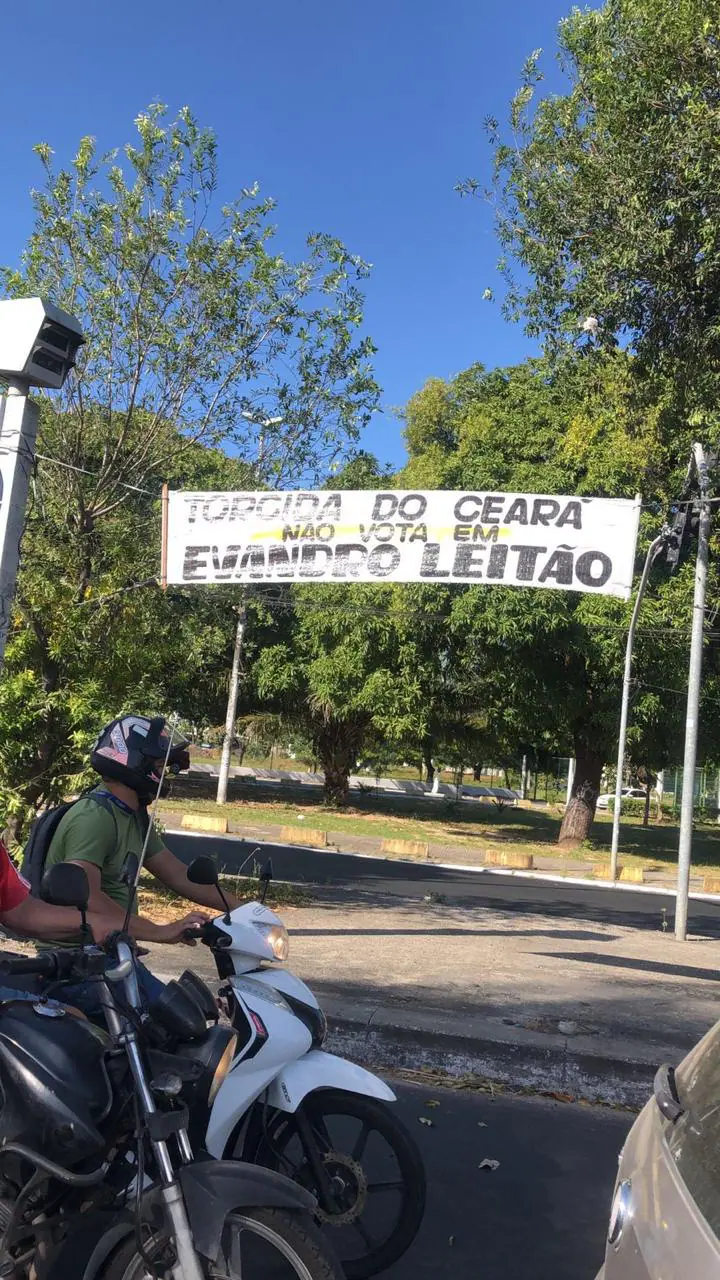 TORCIDA DO CEARÁ
NÃO VOTA EM
EVANDRO LEITÃO